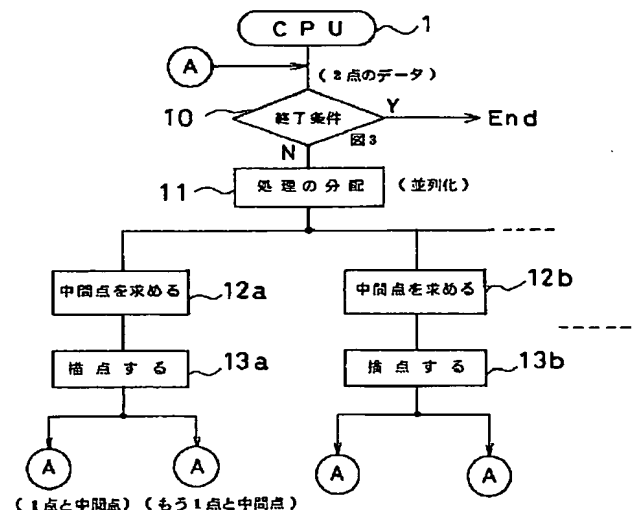 CPU
1
A
(2点のデータ)
10
終了条件
Y
End
図3
N
11
処理の分配
(並列化)
中間点を求める
12a
中間点を求める
12b
描点する
13a
描点する
13b
A
A
A
A
(1点と中間点)
(もう1点と中間点)